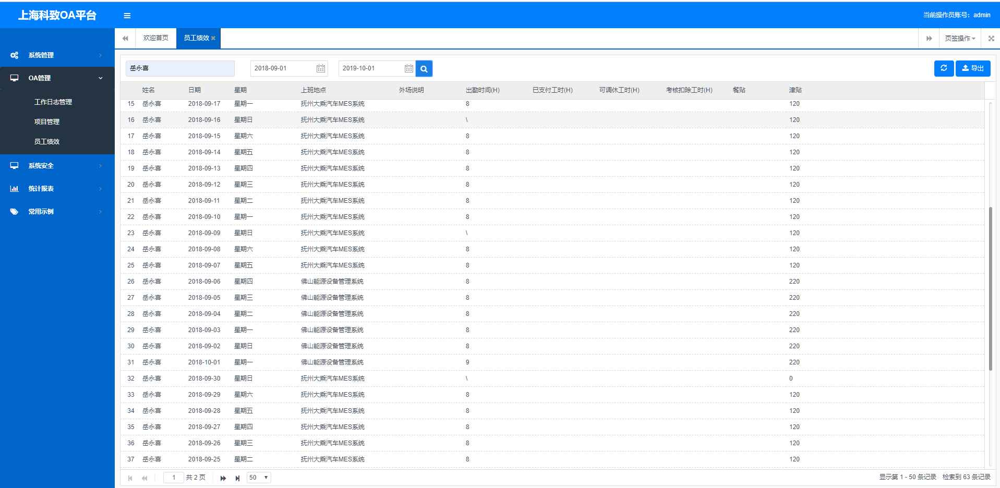 上海科致OA平台
当前操作员账号：admin
欢迎首页 员工绩效
页签操作
系统管理
OA管理
工作日志管理
项目管理
员工绩效
系统安全
统计报表
常用示例
岳永喜 2018-09-01 2019-10-01 导出
姓名 日期 星期 上班地点 外场说明 出勤时间(H) 已支付工时(H) 可调休工时(H) 考核扣除工时(H) 餐贴 津贴
15 岳永喜 2018-09-17 星期一 抚州大乘汽车MES系统 8 120
16 岳永喜 2018-09-16 星期日 抚州大乘汽车MES系统 \ 120
17 岳永喜 2018-09-15 星期六 抚州大乘汽车MES系统 8 120
18 岳永喜 2018-09-14 星期五 抚州大乘汽车MES系统 8 120
19 岳永喜 2018-09-13 星期四 抚州大乘汽车MES系统 8 120
20 岳永喜 2018-09-12 星期三 抚州大乘汽车MES系统 8 120
21 岳永喜 2018-09-11 星期二 抚州大乘汽车MES系统 8 120
22 岳永喜 2018-09-10 星期一 抚州大乘汽车MES系统 8 120
23 岳永喜 2018-09-09 星期日 抚州大乘汽车MES系统 \ 120
24 岳永喜 2018-09-08 星期六 抚州大乘汽车MES系统 8 120
25 岳永喜 2018-09-07 星期五 抚州大乘汽车MES系统 8 120
26 岳永喜 2018-09-06 星期四 佛山能源设备管理系统 8 220
27 岳永喜 2018-09-05 星期三 佛山能源设备管理系统 8 220
28 岳永喜 2018-09-04 星期二 佛山能源设备管理系统 8 220
29 岳永喜 2018-09-03 星期一 佛山能源设备管理系统 8 220
30 岳永喜 2018-09-02 星期日 佛山能源设备管理系统 8 220
31 岳永喜 2018-10-01 星期一 佛山能源设备管理系统 9 220
32 岳永喜 2018-09-30 星期日 抚州大乘汽车MES系统 \ 0
33 岳永喜 2018-09-29 星期六 抚州大乘汽车MES系统 8 120
34 岳永喜 2018-09-28 星期五 抚州大乘汽车MES系统 8 120
35 岳永喜 2018-09-27 星期四 抚州大乘汽车MES系统 8 120
36 岳永喜 2018-09-26 星期三 抚州大乘汽车MES系统 8 120
37 岳永喜 2018-09-25 星期二 抚州大乘汽车MES系统 8 120
1 共 2 页 50 显示第 1 - 50 条记录 检索到 63 条记录